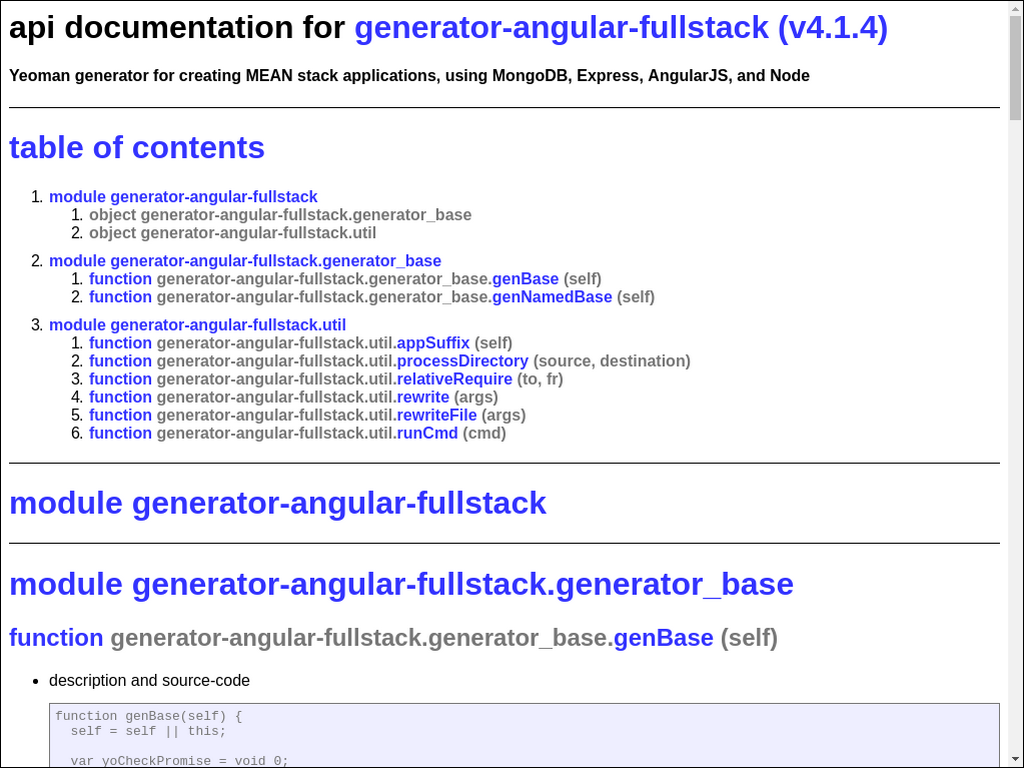 api documentation for generator-angular-fullstack (v4.1.4)
Yeoman generator for creating MEAN stack applications, using MongoDB, Express, AngularJS, and Node
table of contents
1. module generator-angular-fullstack
1. object generator-angular-fullstack.generator_base
2. object generator-angular-fullstack.util
2. module generator-angular-fullstack.generator_base
1. function generator-angular-fullstack.generator_base.genBase (self)
2. function generator-angular-fullstack.generator_base.genNamedBase (self)
3. module generator-angular-fullstack.util
1. function generator-angular-fullstack.util.appSuffix (self)
2. function generator-angular-fullstack.util.processDirectory (source, destination)
3. function generator-angular-fullstack.util.relativeRequire (to, fr)
4. function generator-angular-fullstack.util.rewrite (args)
5. function generator-angular-fullstack.util.rewriteFile (args)
6. function generator-angular-fullstack.util.runCmd (cmd)
module generator-angular-fullstack
module generator-angular-fullstack.generator_base
function generator-angular-fullstack.generator_base.genBase (self)
• description and source-code
function genBase(self) {
self = self || this;
var yoCheckPromise = void 0;